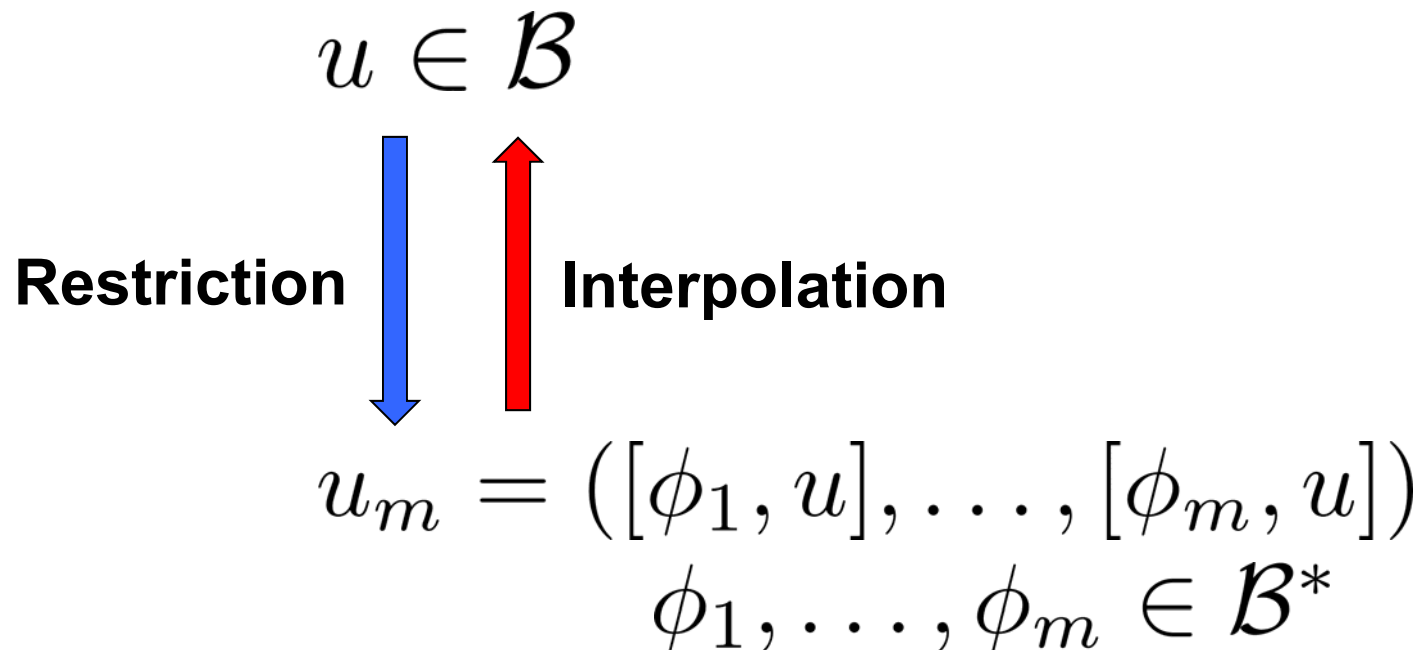 u ∈ ℬ
Restriction Interpolation
u_m = ([ϕ_1, u], . . . , [ϕ_m, u])
ϕ_1, . . . , ϕ_m ∈ ℬ*